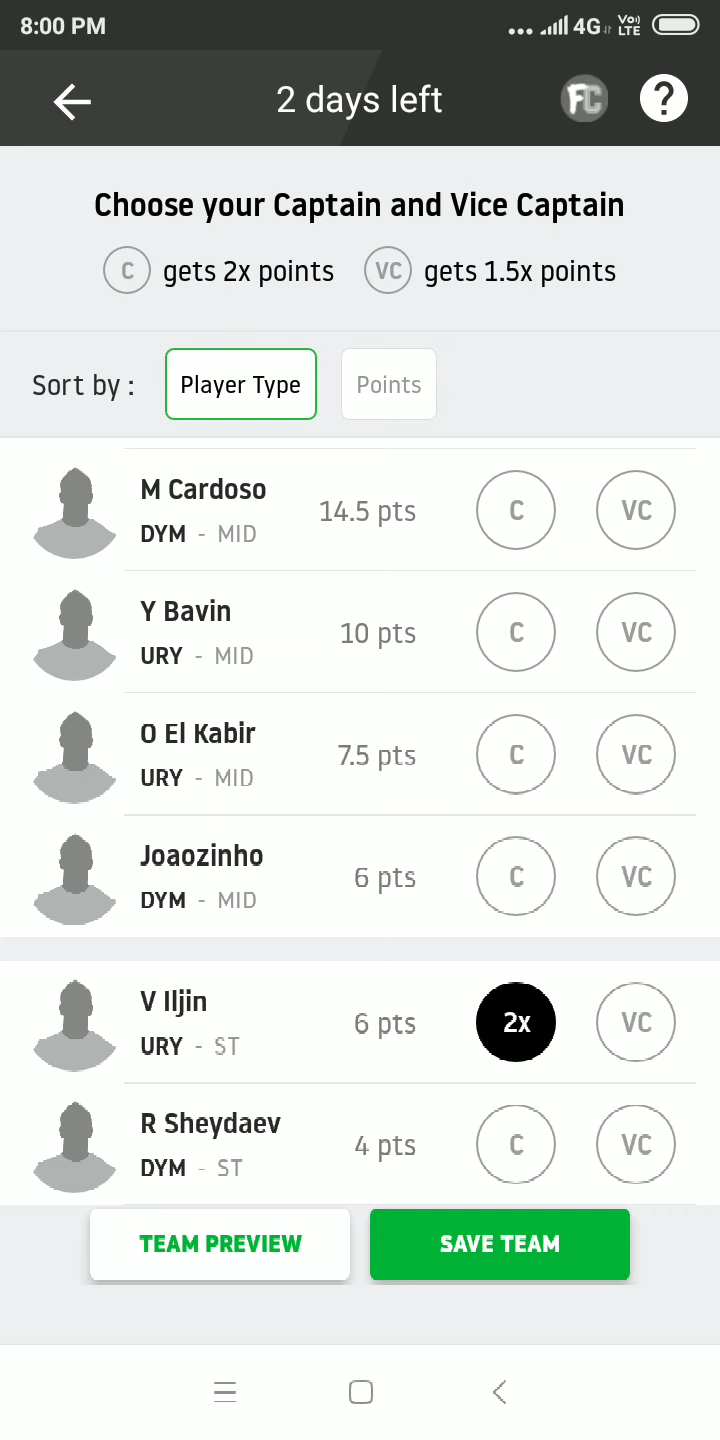 8:00 PM
4G
Vo)
LTE
2 days left
FC
?
Choose your Captain and Vice Captain
C gets 2x points VC gets 1.5x points
Sort by : Player Type Points
M Cardoso
DYM - MID
14.5 pts
C
VC
Y Bavin
URY - MID
10 pts
C
VC
O El Kabir
URY - MID
7.5 pts
C
VC
Joaozinho
DYM - MID
6 pts
C
VC
V Iljin
URY - ST
6 pts
2x
VC
R Sheydaev
DYM - ST
4 pts
C
VC
TEAM PREVIEW
SAVE TEAM